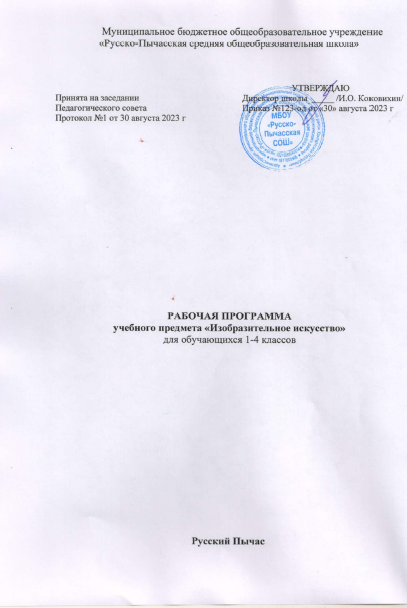 Муниципальное бюджетное общеобразовательное учреждение
«Русско-Пычасская средняя общеобразовательная школа»
УТВЕРЖДАЮ
Принята на заседании
Директор школы /И.О. Коковихин/
Педагогического совета
Приказ №123-од от «30» августа 2023 г
Протокол №1 от 30 августа 2023 г
МБОУ
«Русско-
Пычасская
СОШ»
РАБОЧАЯ ПРОГРАММА
учебного предмета «Изобразительное искусство»
для обучающихся 1-4 классов
Русский Пычас